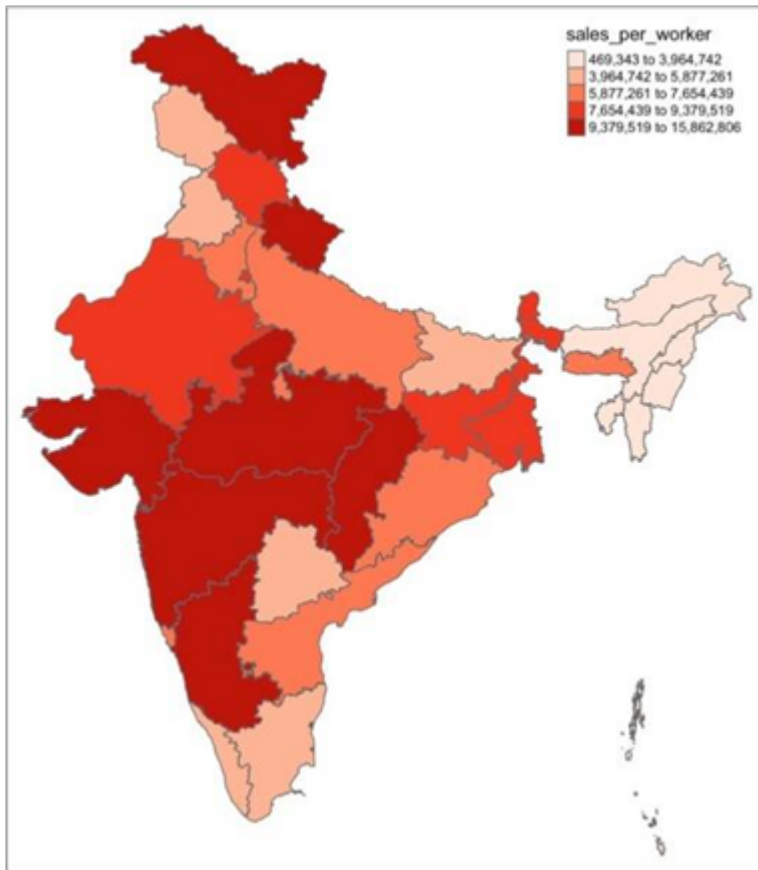 sales_per_worker
469,343 to 3,964,742
3,964,742 to 5,877,261
5,877,261 to 7,654,439
7,654,439 to 9,379,519
9,379,519 to 15,862,806